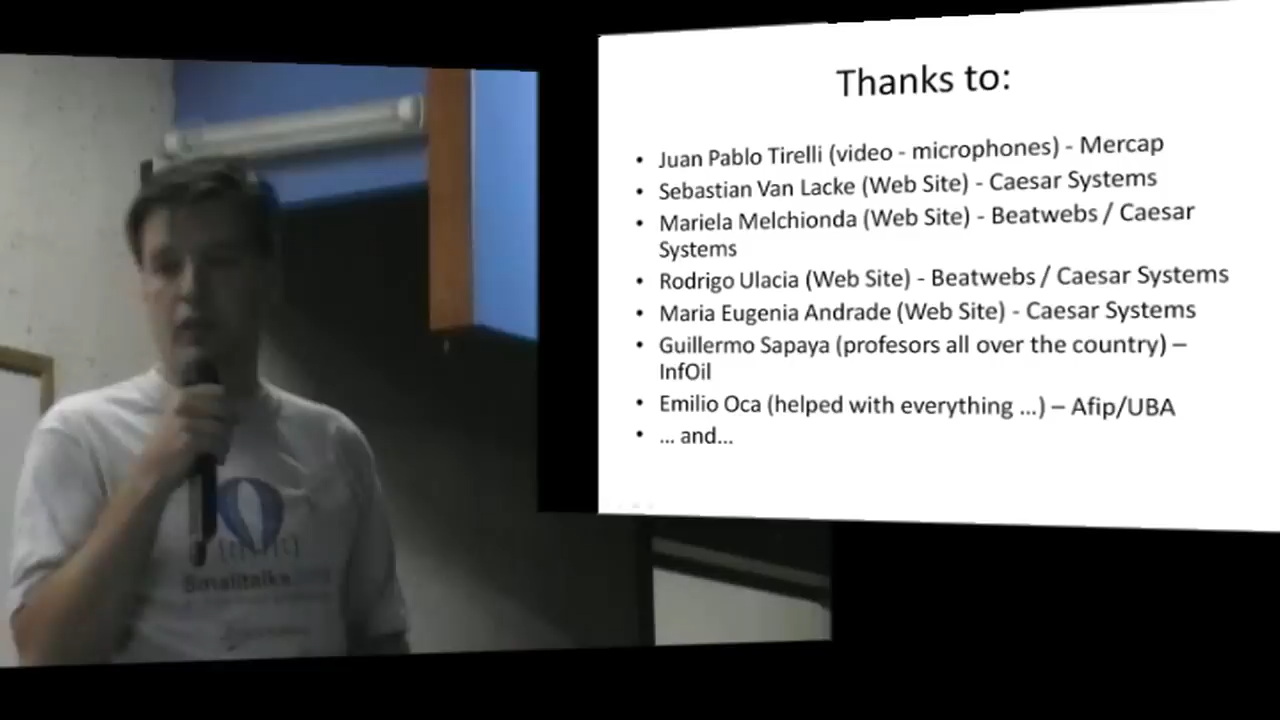 Thanks to:
• Juan Pablo Tirelli (video - microphones) - Mercap
• Sebastian Van Lacke (Web Site) - Caesar Systems
• Mariela Melchionda (Web Site) - Beatwebs / Caesar
Systems
• Rodrigo Ulacia (Web Site) - Beatwebs / Caesar Systems
• Maria Eugenia Andrade (Web Site) - Caesar Systems
• Guillermo Sapaya (profesors all over the country) –
InfOil
• Emilio Oca (helped with everything ...) – Afip/UBA
• ... and...
Smalltalks